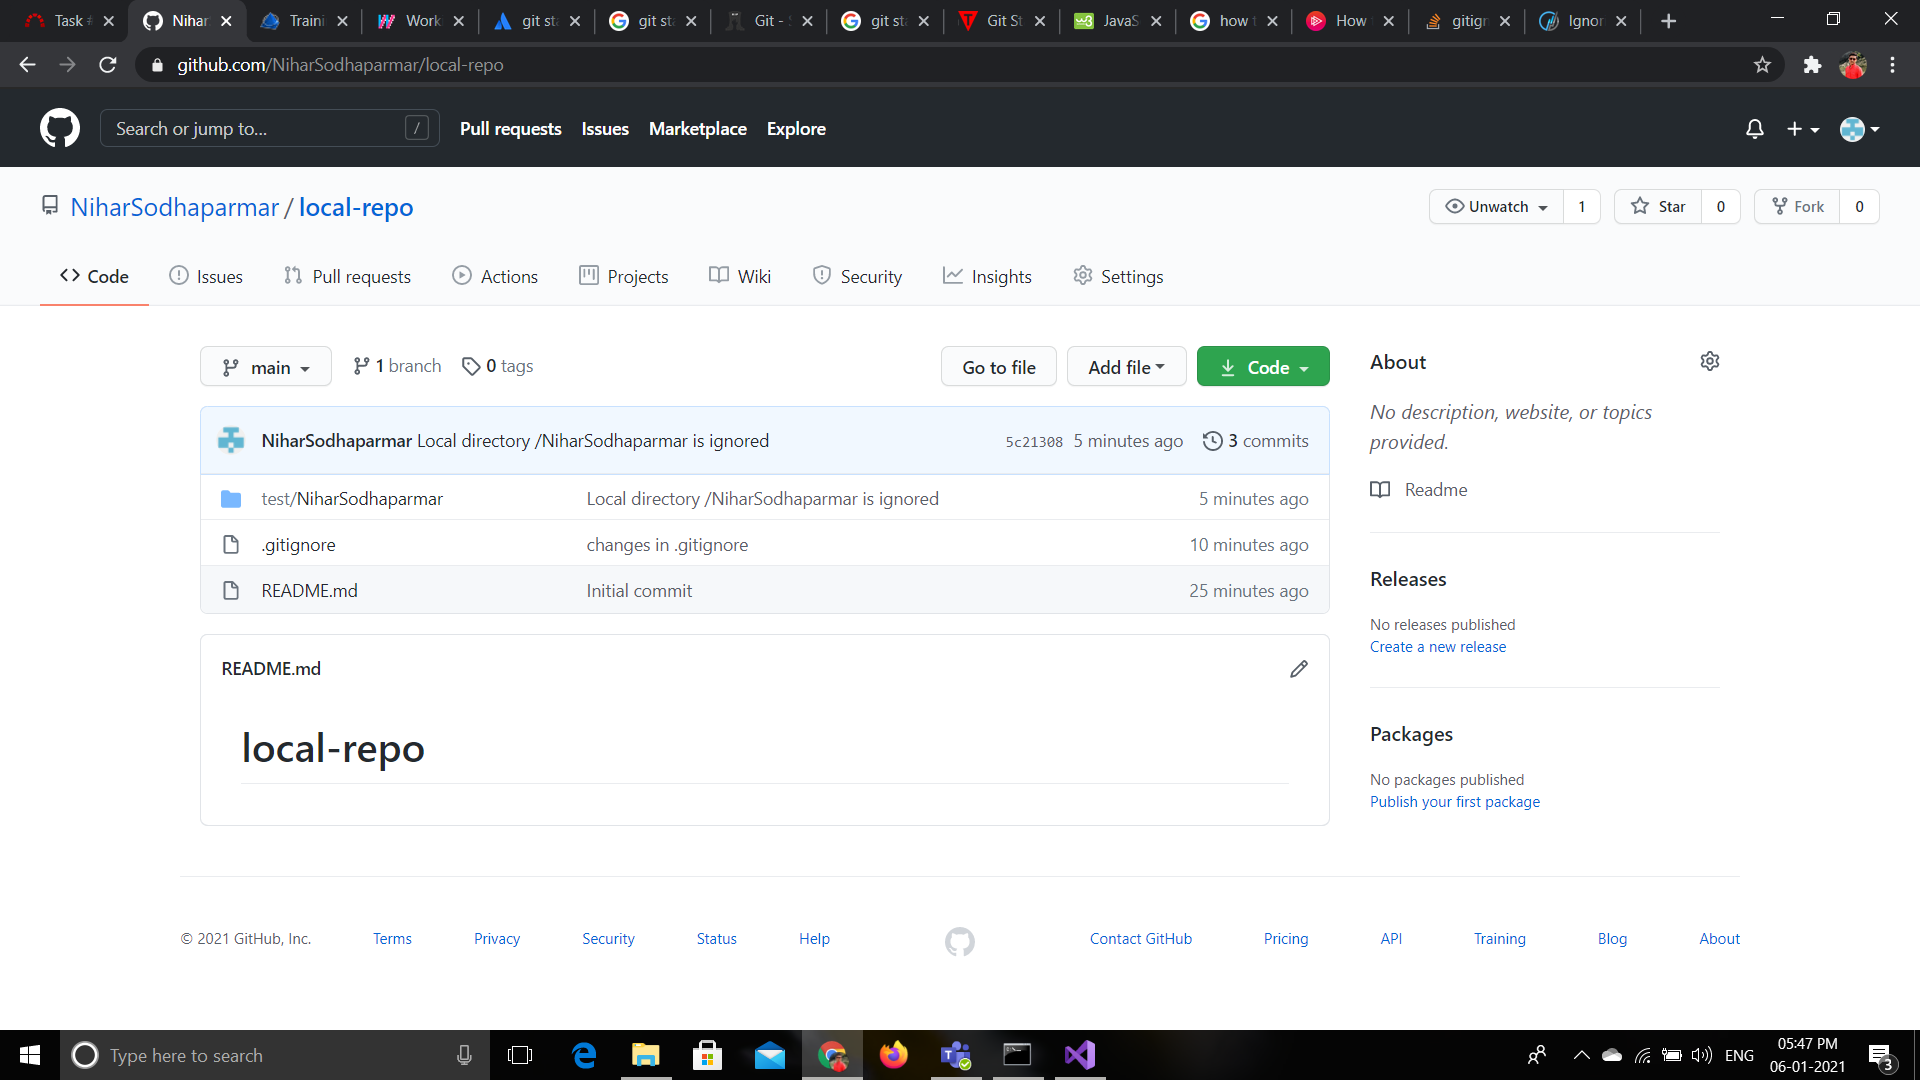 Task #
Nihar
Traini
Work
git sta
git sta
Git - S
git sta
Git St
JavaS
how t
How t
gitign
Ignor
github.com/NiharSodhaparmar/local-repo
Search or jump to... /
Pull requests Issues Marketplace Explore
NiharSodhaparmar / local-repo
Unwatch 1 Star 0 Fork 0
Code Issues Pull requests Actions Projects Wiki Security Insights Settings
main 1 branch 0 tags
Go to file Add file Code
NiharSodhaparmar Local directory /NiharSodhaparmar is ignored 5c21308 5 minutes ago 3 commits
test/NiharSodhaparmar Local directory /NiharSodhaparmar is ignored 5 minutes ago
.gitignore changes in .gitignore 10 minutes ago
README.md Initial commit 25 minutes ago
README.md
local-repo
About
No description, website, or topics
provided.
Readme
Releases
No releases published
Create a new release
Packages
No packages published
Publish your first package
© 2021 GitHub, Inc. Terms Privacy Security Status Help Contact GitHub Pricing API Training Blog About
Type here to search
ENG
05:47 PM
06-01-2021
3